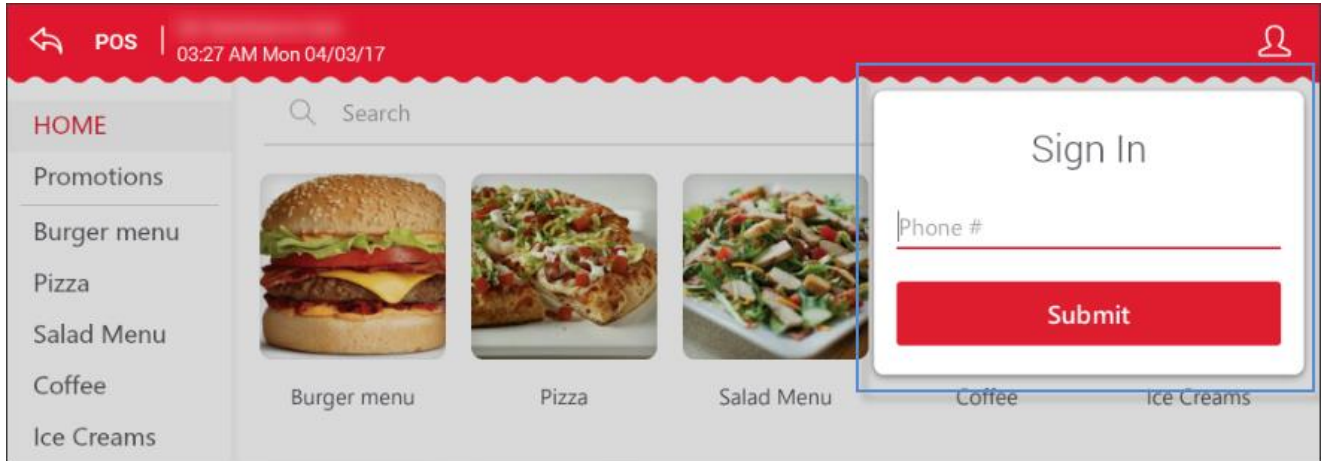 POS
03:27 AM Mon 04/03/17
HOME
Promotions
Burger menu
Pizza
Salad Menu
Coffee
Ice Creams
Search
Burger menu
Pizza
Salad Menu
Coffee
Ice Creams
Sign In
Phone #
Submit